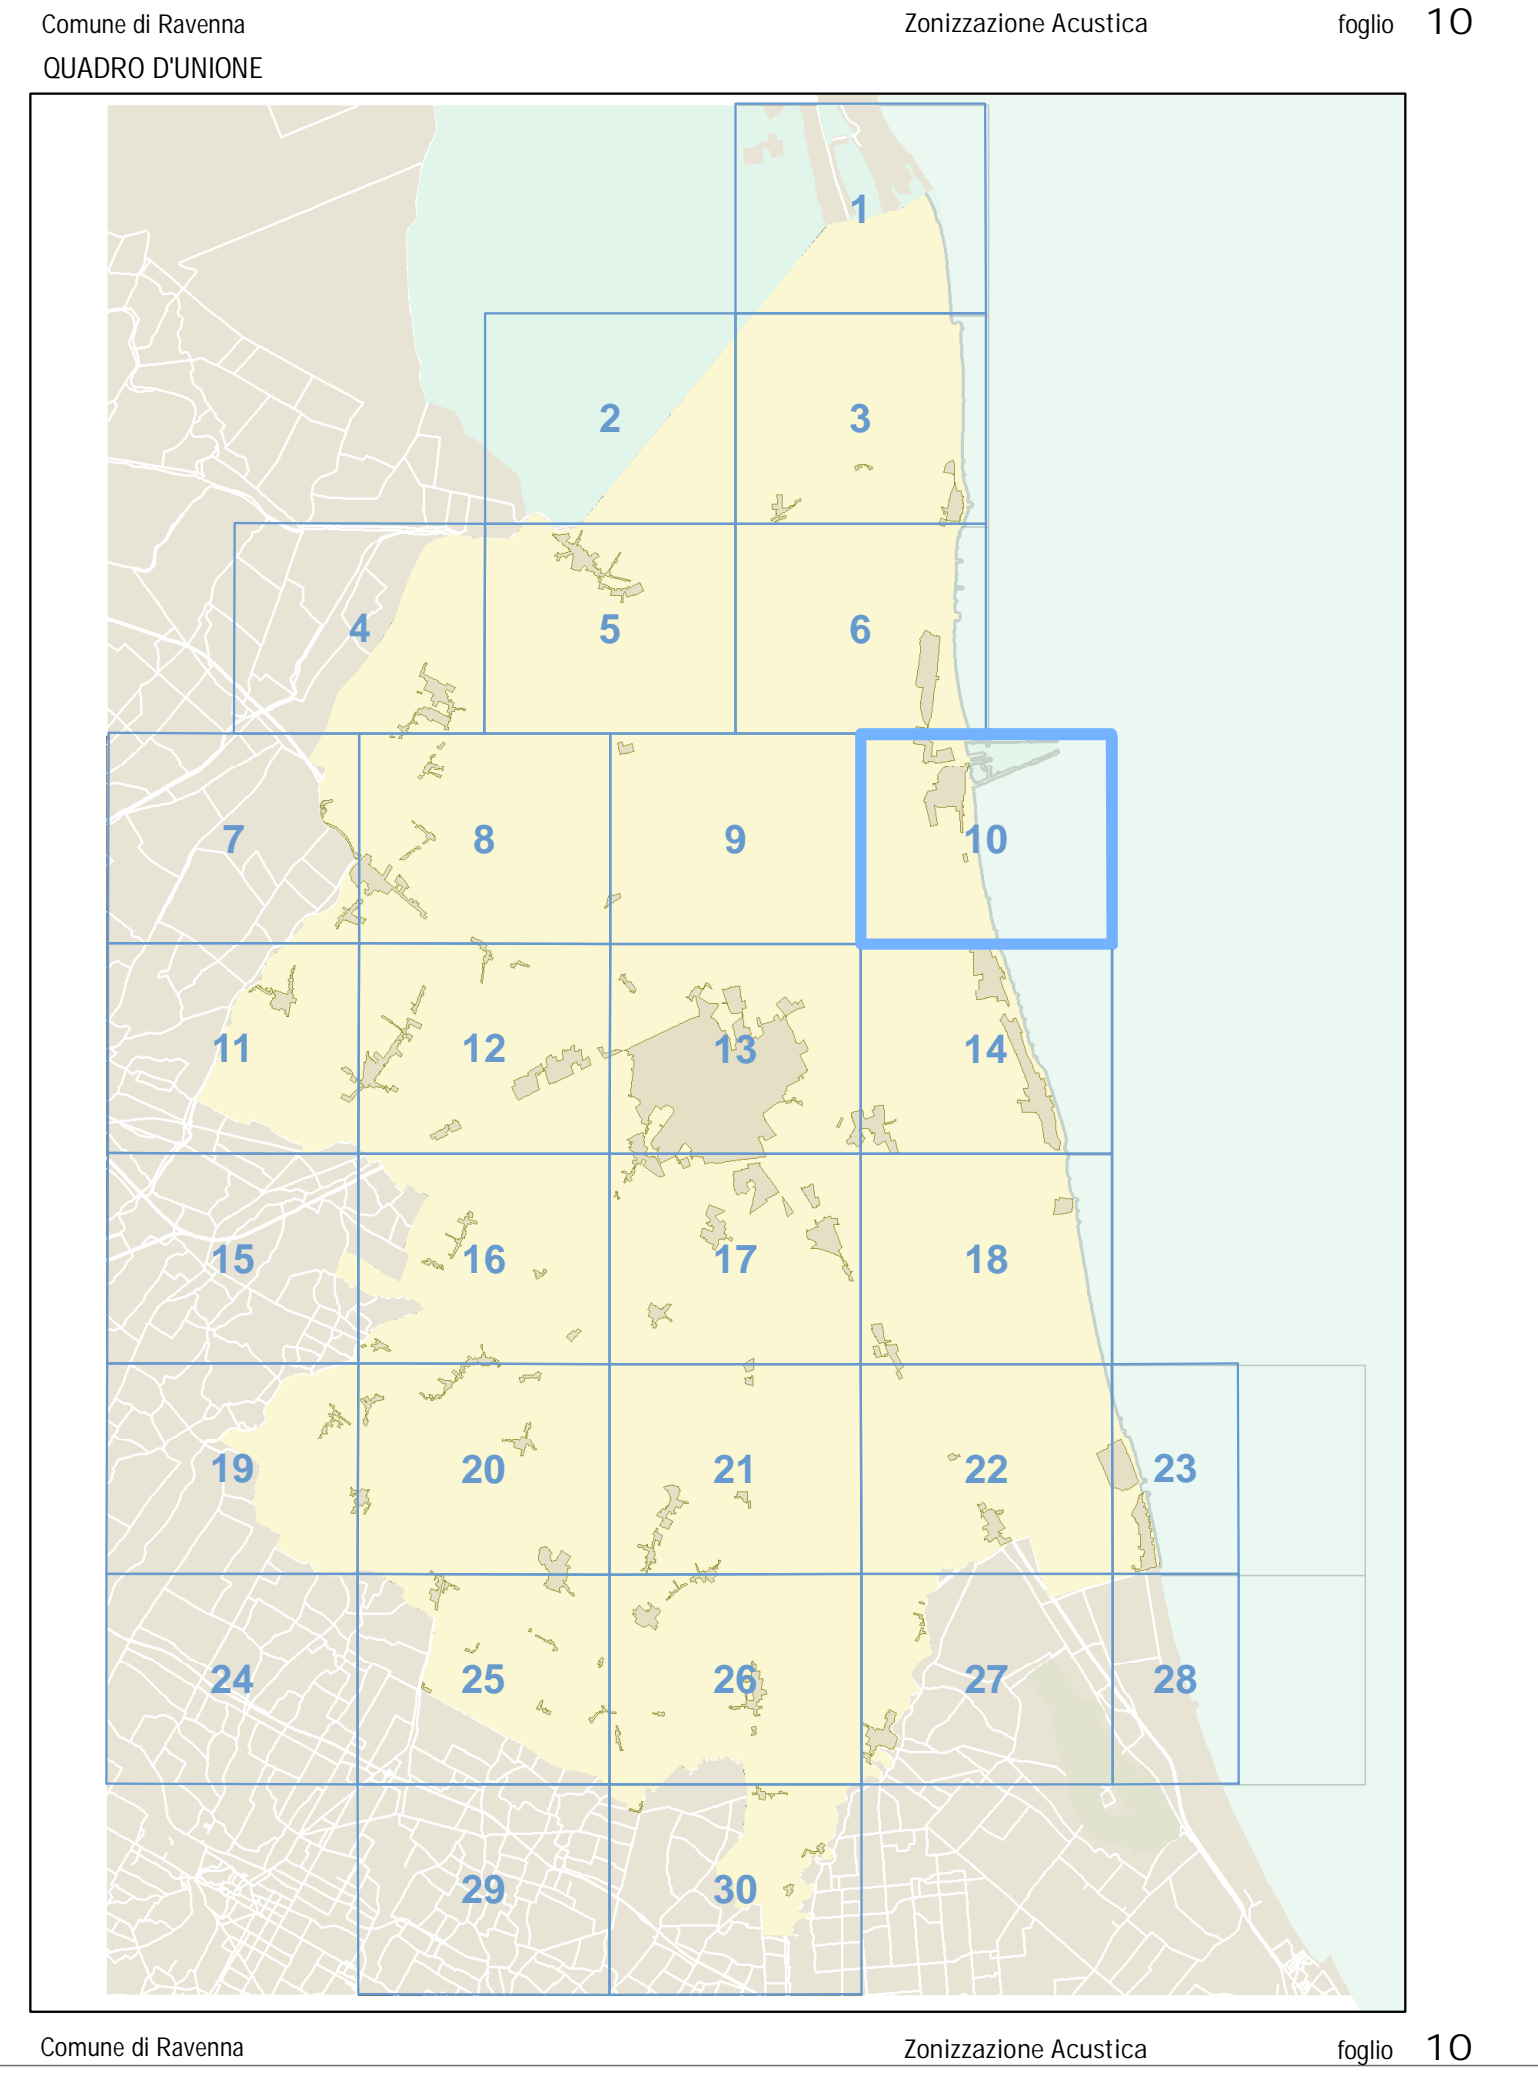 Comune di Ravenna Zonizzazione Acustica foglio 10
QUADRO D'UNIONE
1
2 3
4 5 6
7 8 9 10
11 12 13 14
15 16 17 18
19 20 21 22 23
24 25 26 27 28
29 30
Comune di Ravenna Zonizzazione Acustica foglio 10